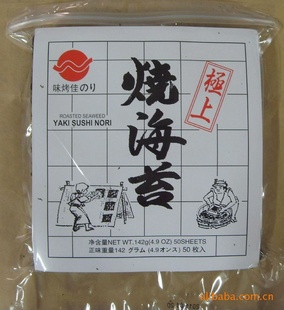 味烤佳のり
ROASTED SEAWEED
YAKI SUSHI NORI
極上
焼海苔
净含量NET WT.142g(4.9 OZ) 50SHEETS
正味重量142 グラム (4.9オンス) 50 枚入
alibaba.com.cn